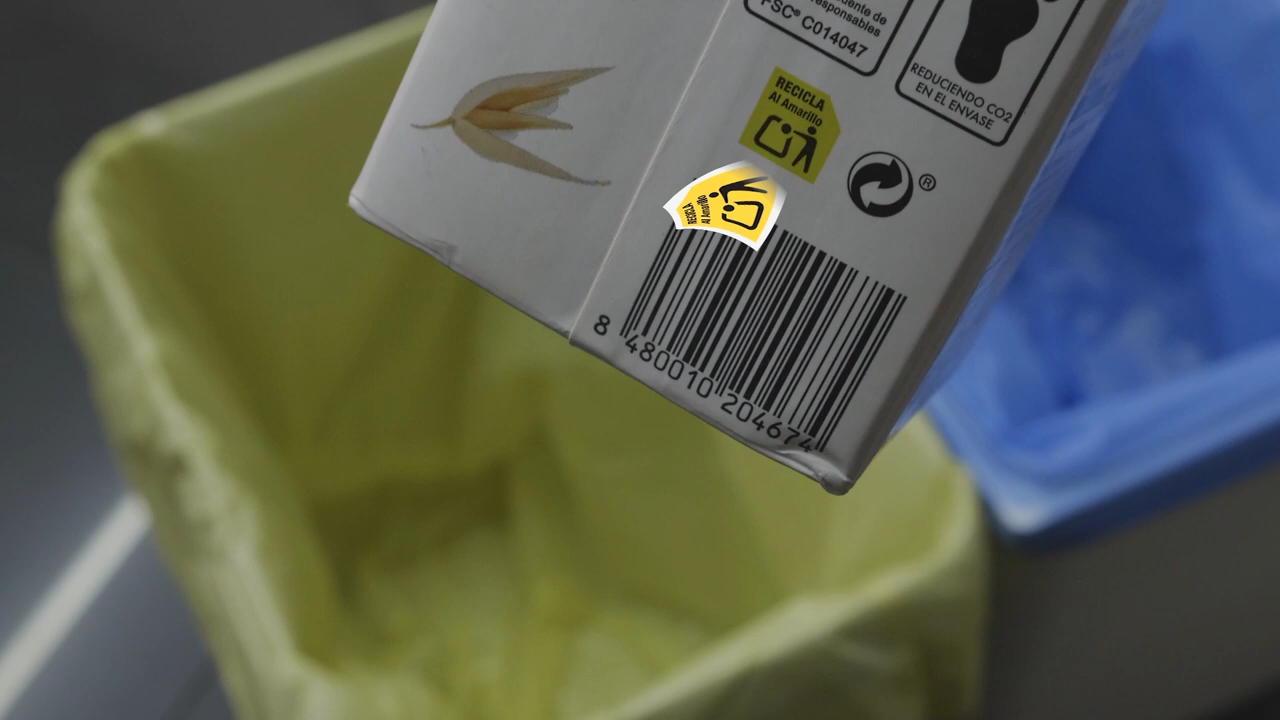 responsables
FSC® C014047
REDUCIENDO CO2
EN EL ENVASE
RECICLA
Al Amarillo
®
RECICLA
Al Amarillo
8 480010 204674